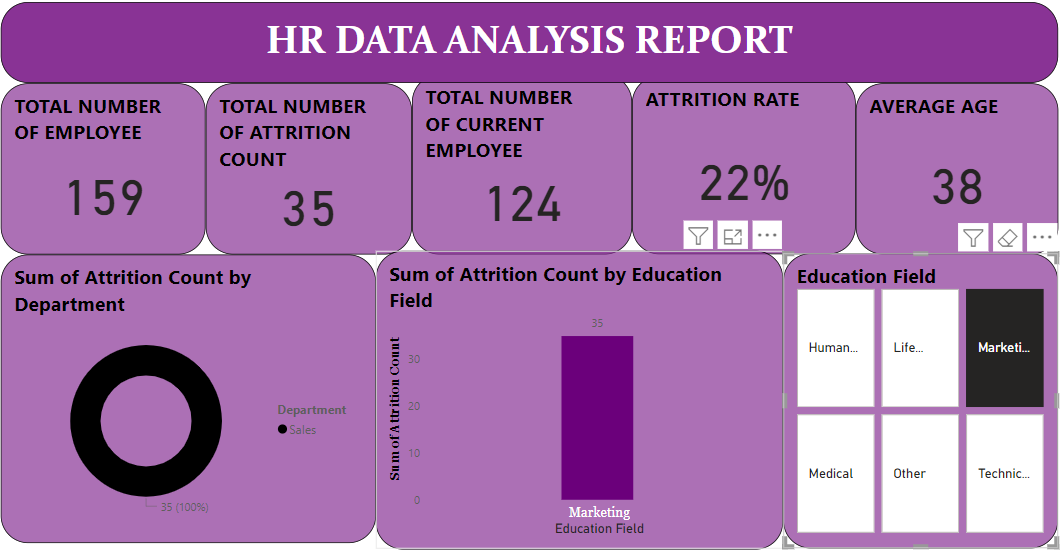 HR DATA ANALYSIS REPORT
TOTAL NUMBER
OF EMPLOYEE
159
TOTAL NUMBER
OF ATTRITION
COUNT
35
TOTAL NUMBER
OF CURRENT
EMPLOYEE
124
ATTRITION RATE
22%
AVERAGE AGE
38
Sum of Attrition Count by
Department
Department
Sales
35 (100%)
Sum of Attrition Count by Education
Field
Sum of Attrition Count
30
20
10
0
35
Marketing
Education Field
Education Field
Human...
Life...
Marketi...
Medical
Other
Technic...